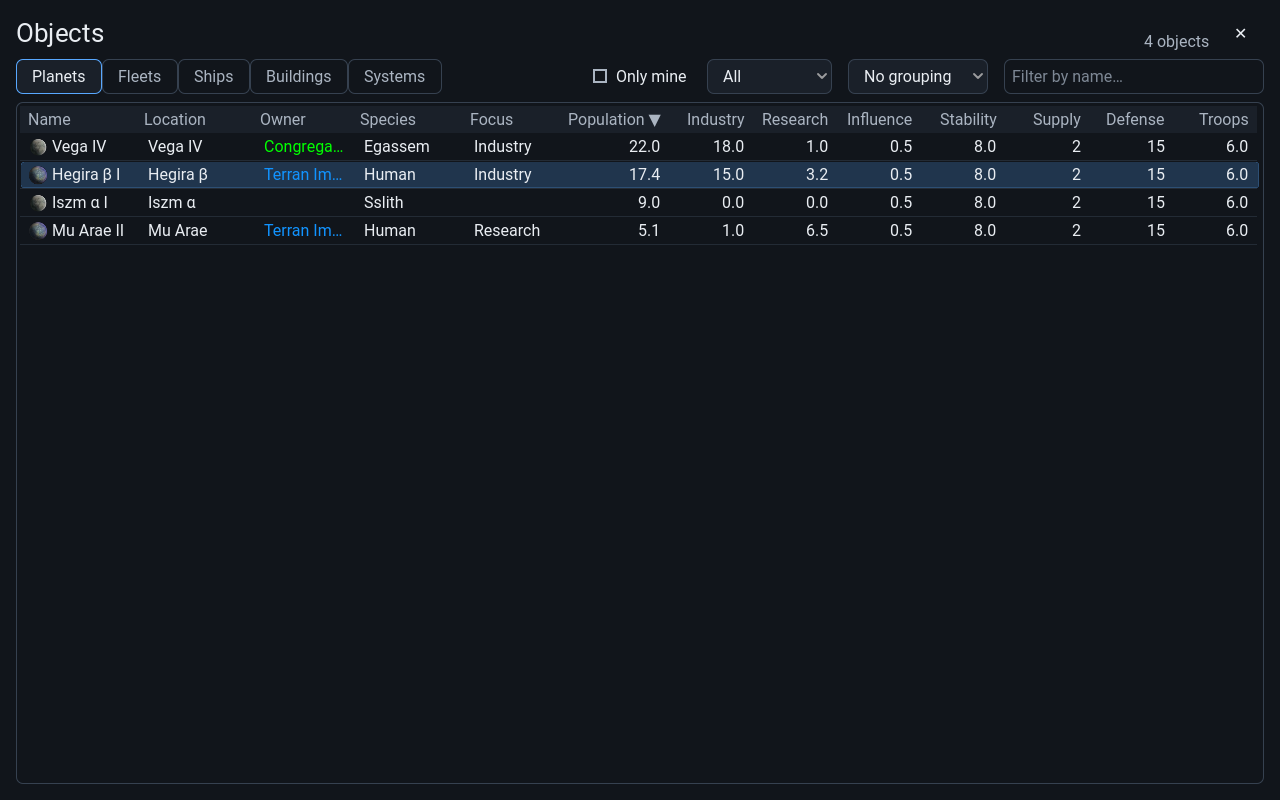 Objects
4 objects ×
Planets Fleets Ships Buildings Systems Only mine All No grouping Filter by name…
Name Location Owner Species Focus Population ▼ Industry Research Influence Stability Supply Defense Troops
Vega IV Vega IV Congrega… Egassem Industry 22.0 18.0 1.0 0.5 8.0 2 15 6.0
Hegira β I Hegira β Terran Im… Human Industry 17.4 15.0 3.2 0.5 8.0 2 15 6.0
Iszm α I Iszm α Sslith 9.0 0.0 0.0 0.5 8.0 2 15 6.0
Mu Arae II Mu Arae Terran Im… Human Research 5.1 1.0 6.5 0.5 8.0 2 15 6.0